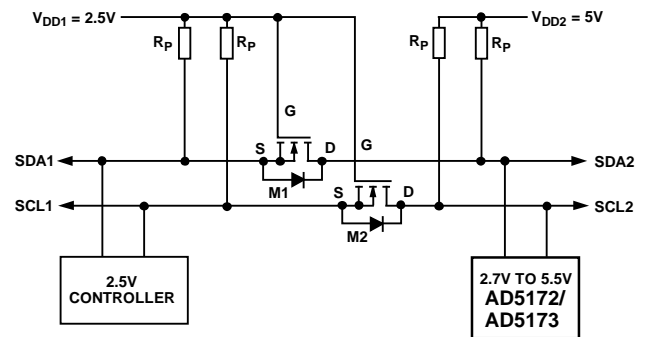 VDD1 = 2.5V
VDD2 = 5V
RP
RP
RP
RP
G
G
S
D
SDA1
SDA2
M1
S
D
SCL1
SCL2
M2
2.5V
CONTROLLER
2.7V TO 5.5V
AD5172/
AD5173